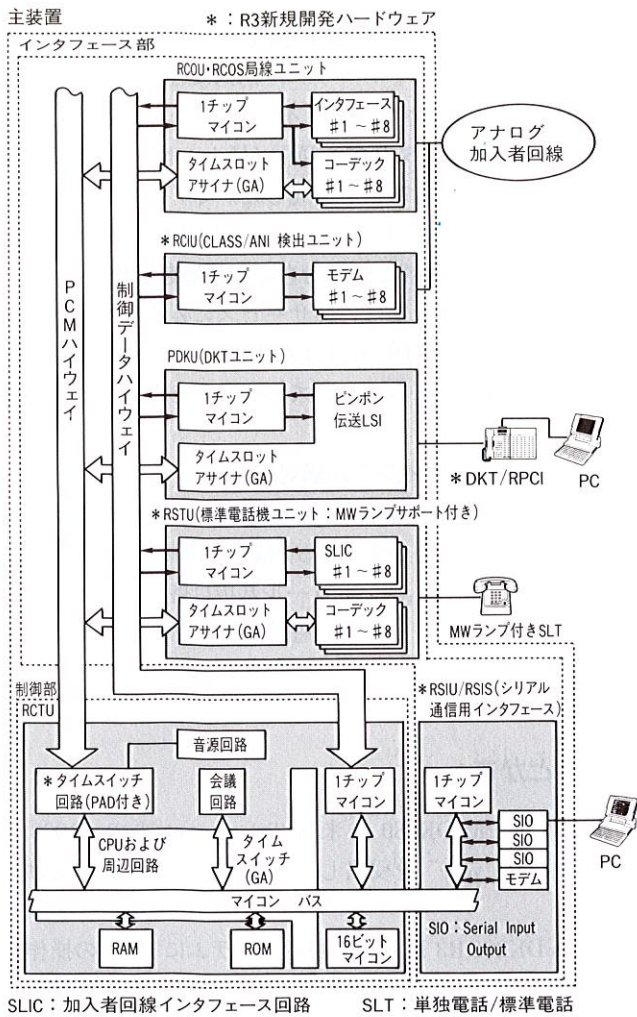 主装置
＊：R3新規開発ハードウェア
インタフェース部
RCOU・RCOS局線ユニット
1チップ
マイコン
インタフェース
#1～#8
タイムスロット
アサイナ(GA)
コーデック
#1～#8
アナログ
加入者回線
＊RCIU(CLASS/ANI 検出ユニット)
1チップ
マイコン
モデム
#1～#8
PCMハイウェイ
制御データハイウェイ
PDKU(DKTユニット)
1チップ
マイコン
ピンポン
伝送LSI
タイムスロット
アサイナ(GA)
＊DKT/RPCI
PC
＊RSTU(標準電話機ユニット：MWランプサポート付き)
1チップ
マイコン
SLIC
#1～#8
タイムスロット
アサイナ(GA)
コーデック
#1～#8
MWランプ付きSLT
制御部
RCTU
音源回路
＊タイムスイッチ
回路(PAD付き)
会議
回路
1チップ
マイコン
CPUおよび
周辺回路
タイム
スイッチ
(GA)
マイコン バス
RAM
ROM
16ビット
マイコン
＊RSIU/RSIS(シリアル
通信用インタフェース)
1チップ
マイコン
SIO
SIO
SIO
モデム
PC
SIO：Serial Input
Output
SLIC：加入者回線インタフェース回路
SLT：単独電話/標準電話